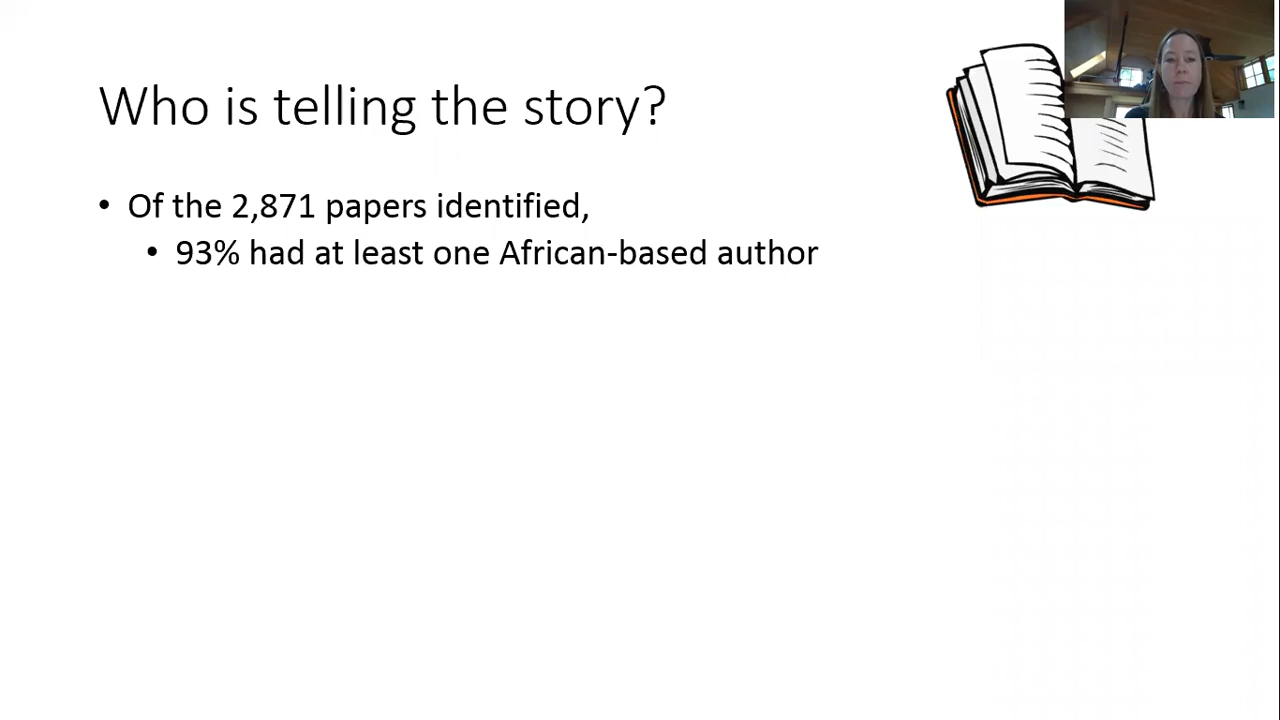 Who is telling the story?
• Of the 2,871 papers identified,
• 93% had at least one African-based author